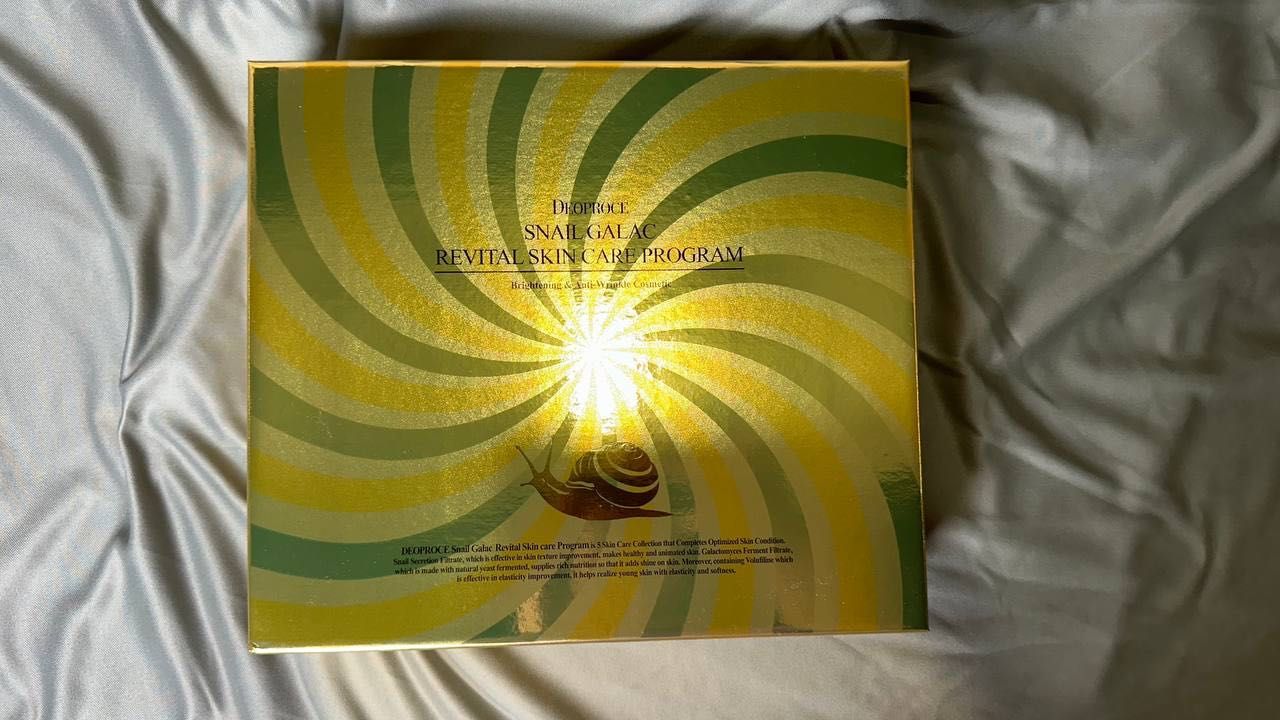 DEOPROCE
SNAIL GALAC
REVITAL SKIN CARE PROGRAM
Brightening & Anti-Wrinkle Cosmetic
DEOPROCE Snail Galac Revital Skin care Program is 5 Skin Care Collection that Completes Optimized Skin Condition.
Snail Secretion Filtrate, which is effective in skin texture improvement, makes healthy and animated skin. Galactomyces Ferment Filtrate,
which is made with natural yeast fermented, supplies rich nutrition so that it adds shine on skin. Moreover, containing Volufiline which
is effective in elasticity improvement, it helps realize young skin with elasticity and softness.